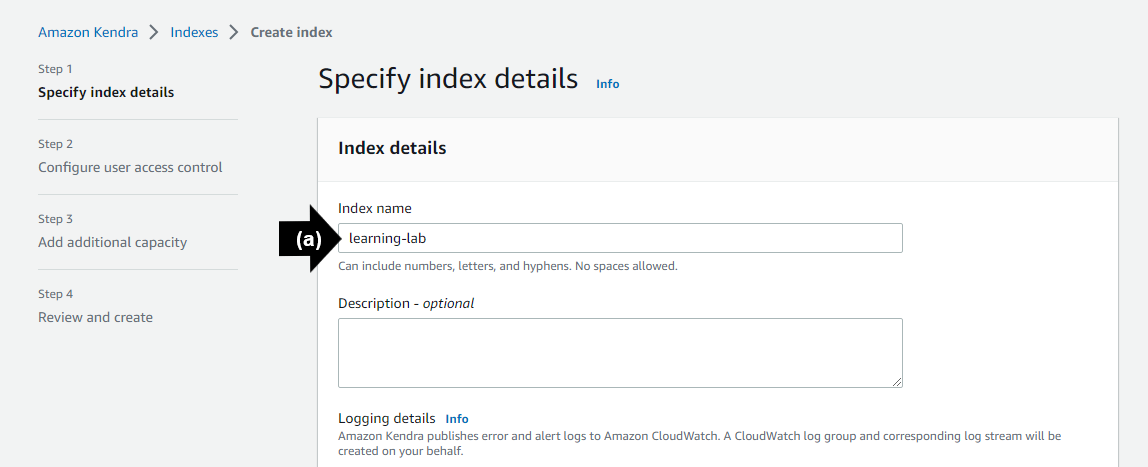 Amazon Kendra > Indexes > Create index
Step 1
Specify index details
Step 2
Configure user access control
Step 3
Add additional capacity
Step 4
Review and create
Specify index details Info
Index details
Index name
(a) learning-lab
Can include numbers, letters, and hyphens. No spaces allowed.
Description - optional
Logging details Info
Amazon Kendra publishes error and alert logs to Amazon CloudWatch. A CloudWatch log group and corresponding log stream will be
created on your behalf.